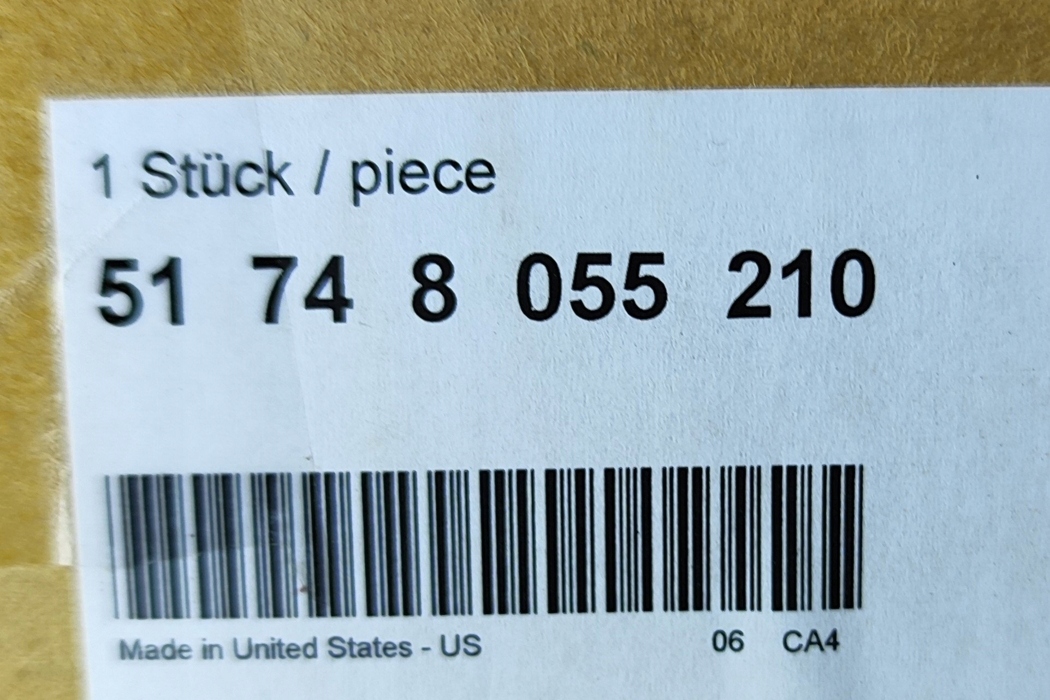 1 Stück / piece
51 74 8 055 210
Made in United States - US 06 CA4